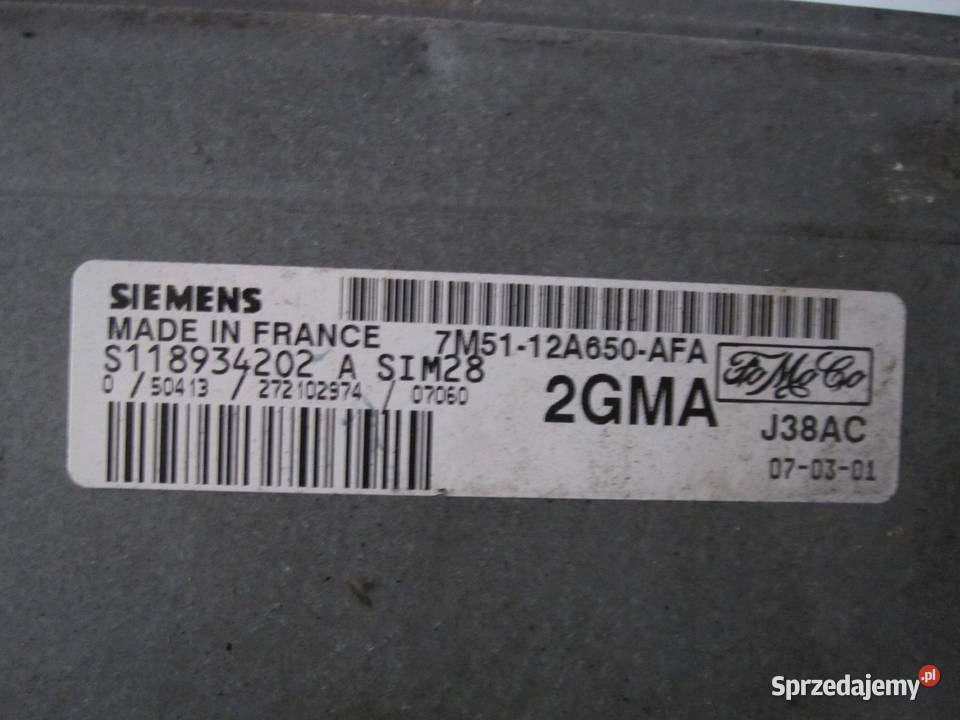 SIEMENS
MADE IN FRANCE 7M51-12A650-AFA
S118934202 A SIM28
0 / 50413 / 272102974 / 07060
2GMA
FoMoCo
J38AC
07-03-01
Sprzedajemy.pl